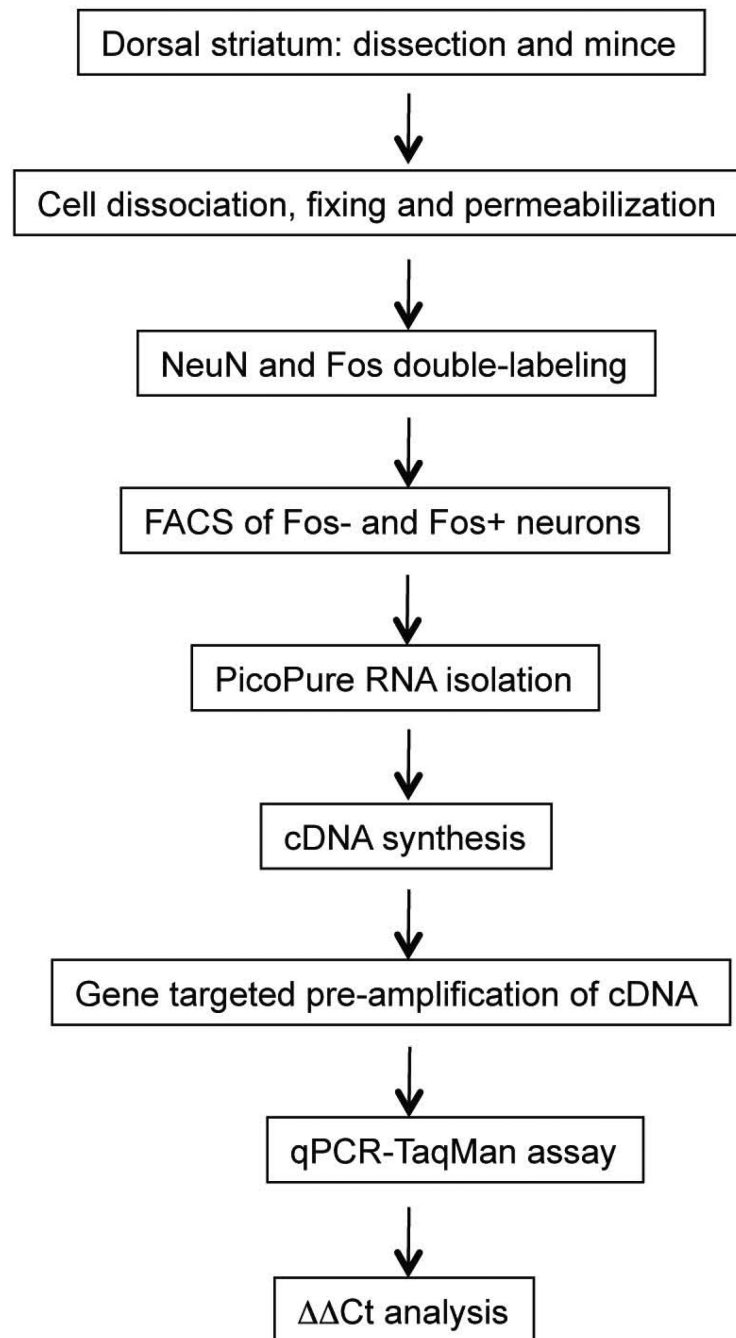 Dorsal striatum: dissection and mince
Cell dissociation, fixing and permeabilization
NeuN and Fos double-labeling
FACS of Fos- and Fos+ neurons
PicoPure RNA isolation
cDNA synthesis
Gene targeted pre-amplification of cDNA
qPCR-TaqMan assay
ΔΔCt analysis